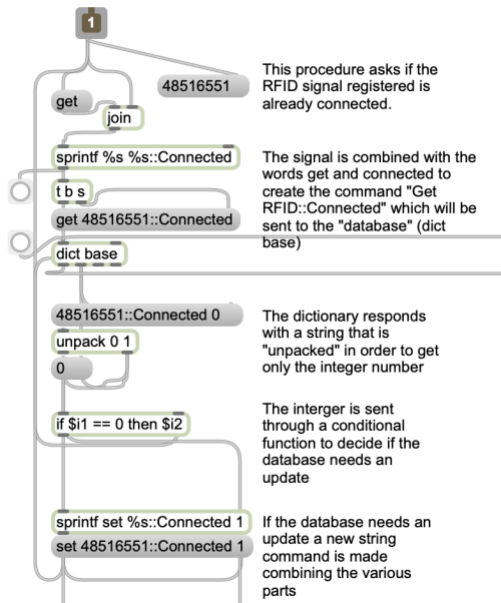 1
48516551
This procedure asks if the
RFID signal registered is
already connected.
get
join
sprintf %s %s::Connected
The signal is combined with the
words get and connected to
create the command "Get
RFID::Connected" which will be
sent to the "database" (dict
base)
t b s
get 48516551::Connected
dict base
48516551::Connected 0
The dictionary responds
with a string that is
"unpacked" in order to get
only the integer number
unpack 0 1
0
The interger is sent
through a conditional
function to decide if the
database needs an
update
if $i1 == 0 then $i2
sprintf set %s::Connected 1
If the database needs an
update a new string
command is made
combining the various
parts
set 48516551::Connected 1